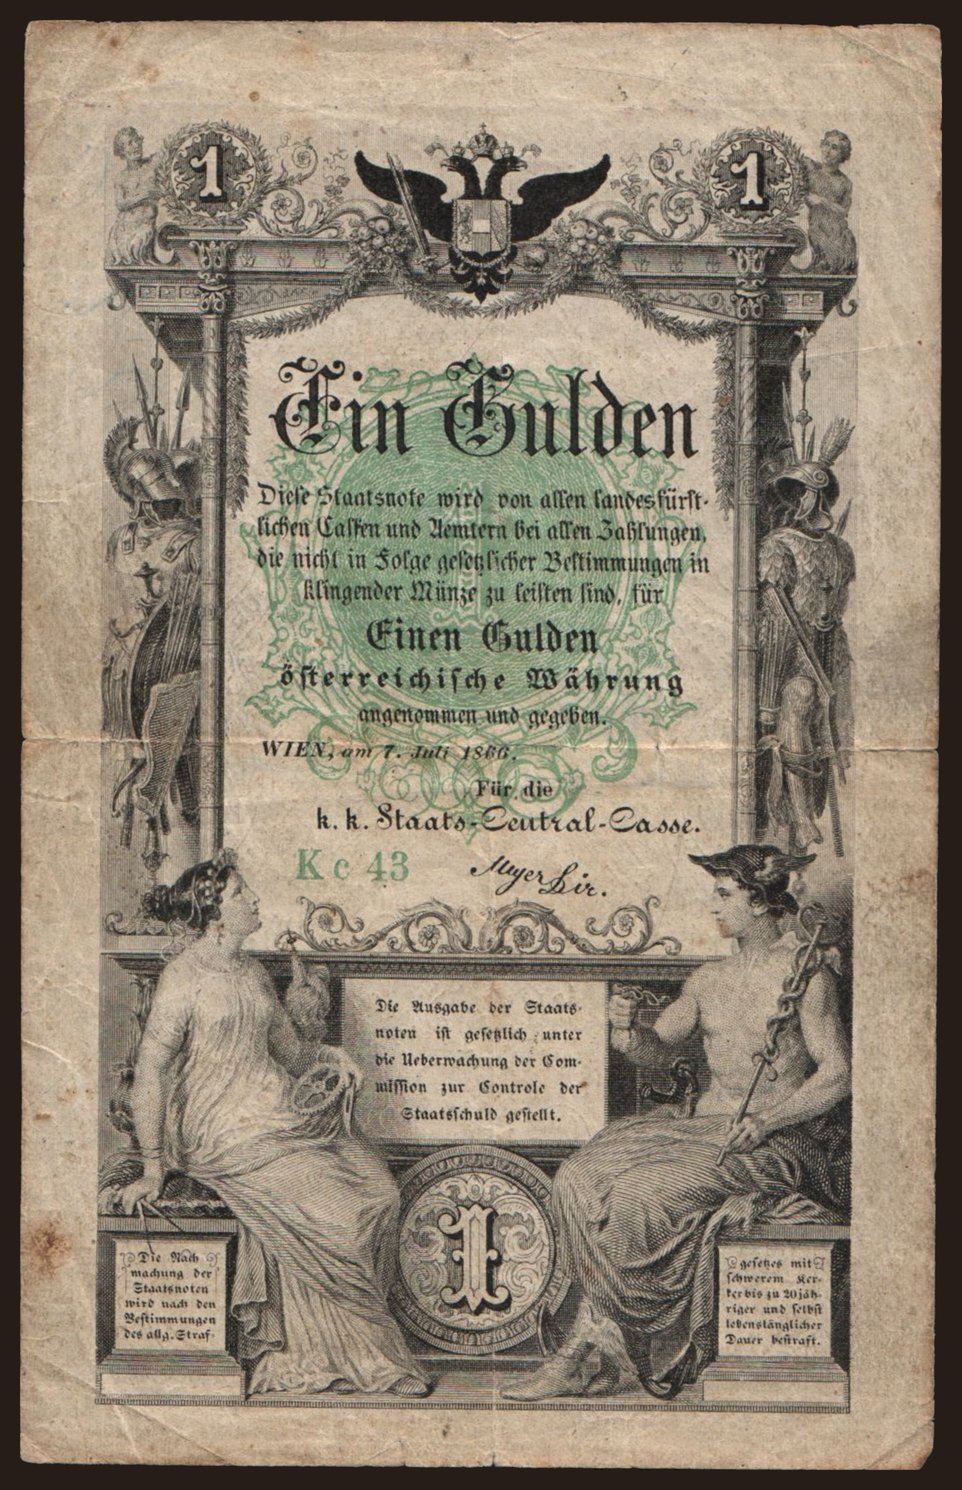 1 1
Ein Gulden
Diese Staatsnote wird von allen landesfürst-
lichen Cassen und Aemtern bei allen Zahlungen,
die nicht in Folge gesetzlicher Bestimmungen in
klingender Münze zu leisten sind, für
Einen Gulden
österreichische Währung
angenommen und gegeben.
WIEN, am 7. Juli 1866.
Für die
k. k. Staats-Central-Casse.
Kc 43
Die Ausgabe der Staats-
noten ist gesetzlich unter
die Ueberwachung der Com-
mission zur Controle der
Staatsschuld gestellt.
1
Die Nach
machung der
Staatsnoten
wird nach den
Bestimmungen
des allg. Straf-
gesetzes mit
schwerem Ker-
ker bis zu 20 jäh-
riger und selbst
lebenslänglicher
Dauer bestraft.